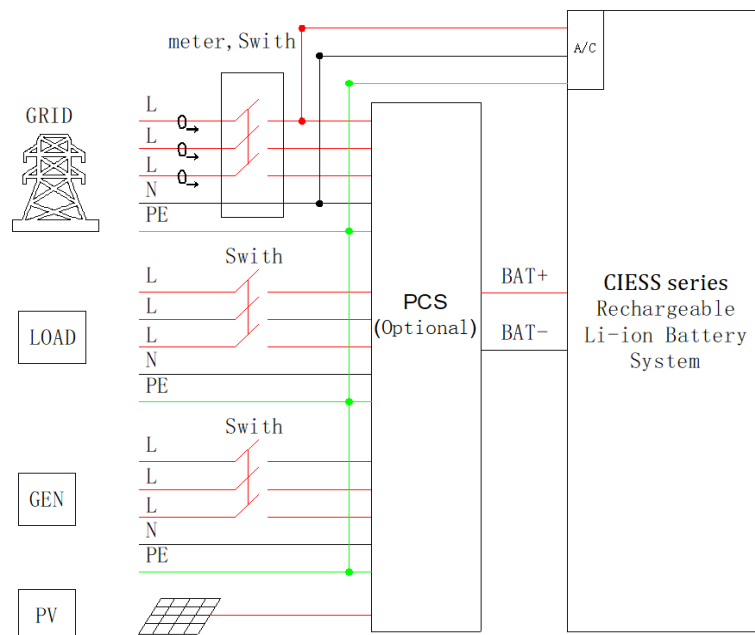 meter,Swith
A/C
GRID
L
L
L
N
PE
Swith
L
L
L
N
PE
LOAD
PCS
(Optional)
BAT+
BAT-
CIESS series
Rechargeable
Li-ion Battery
System
Swith
L
L
L
N
PE
GEN
PV